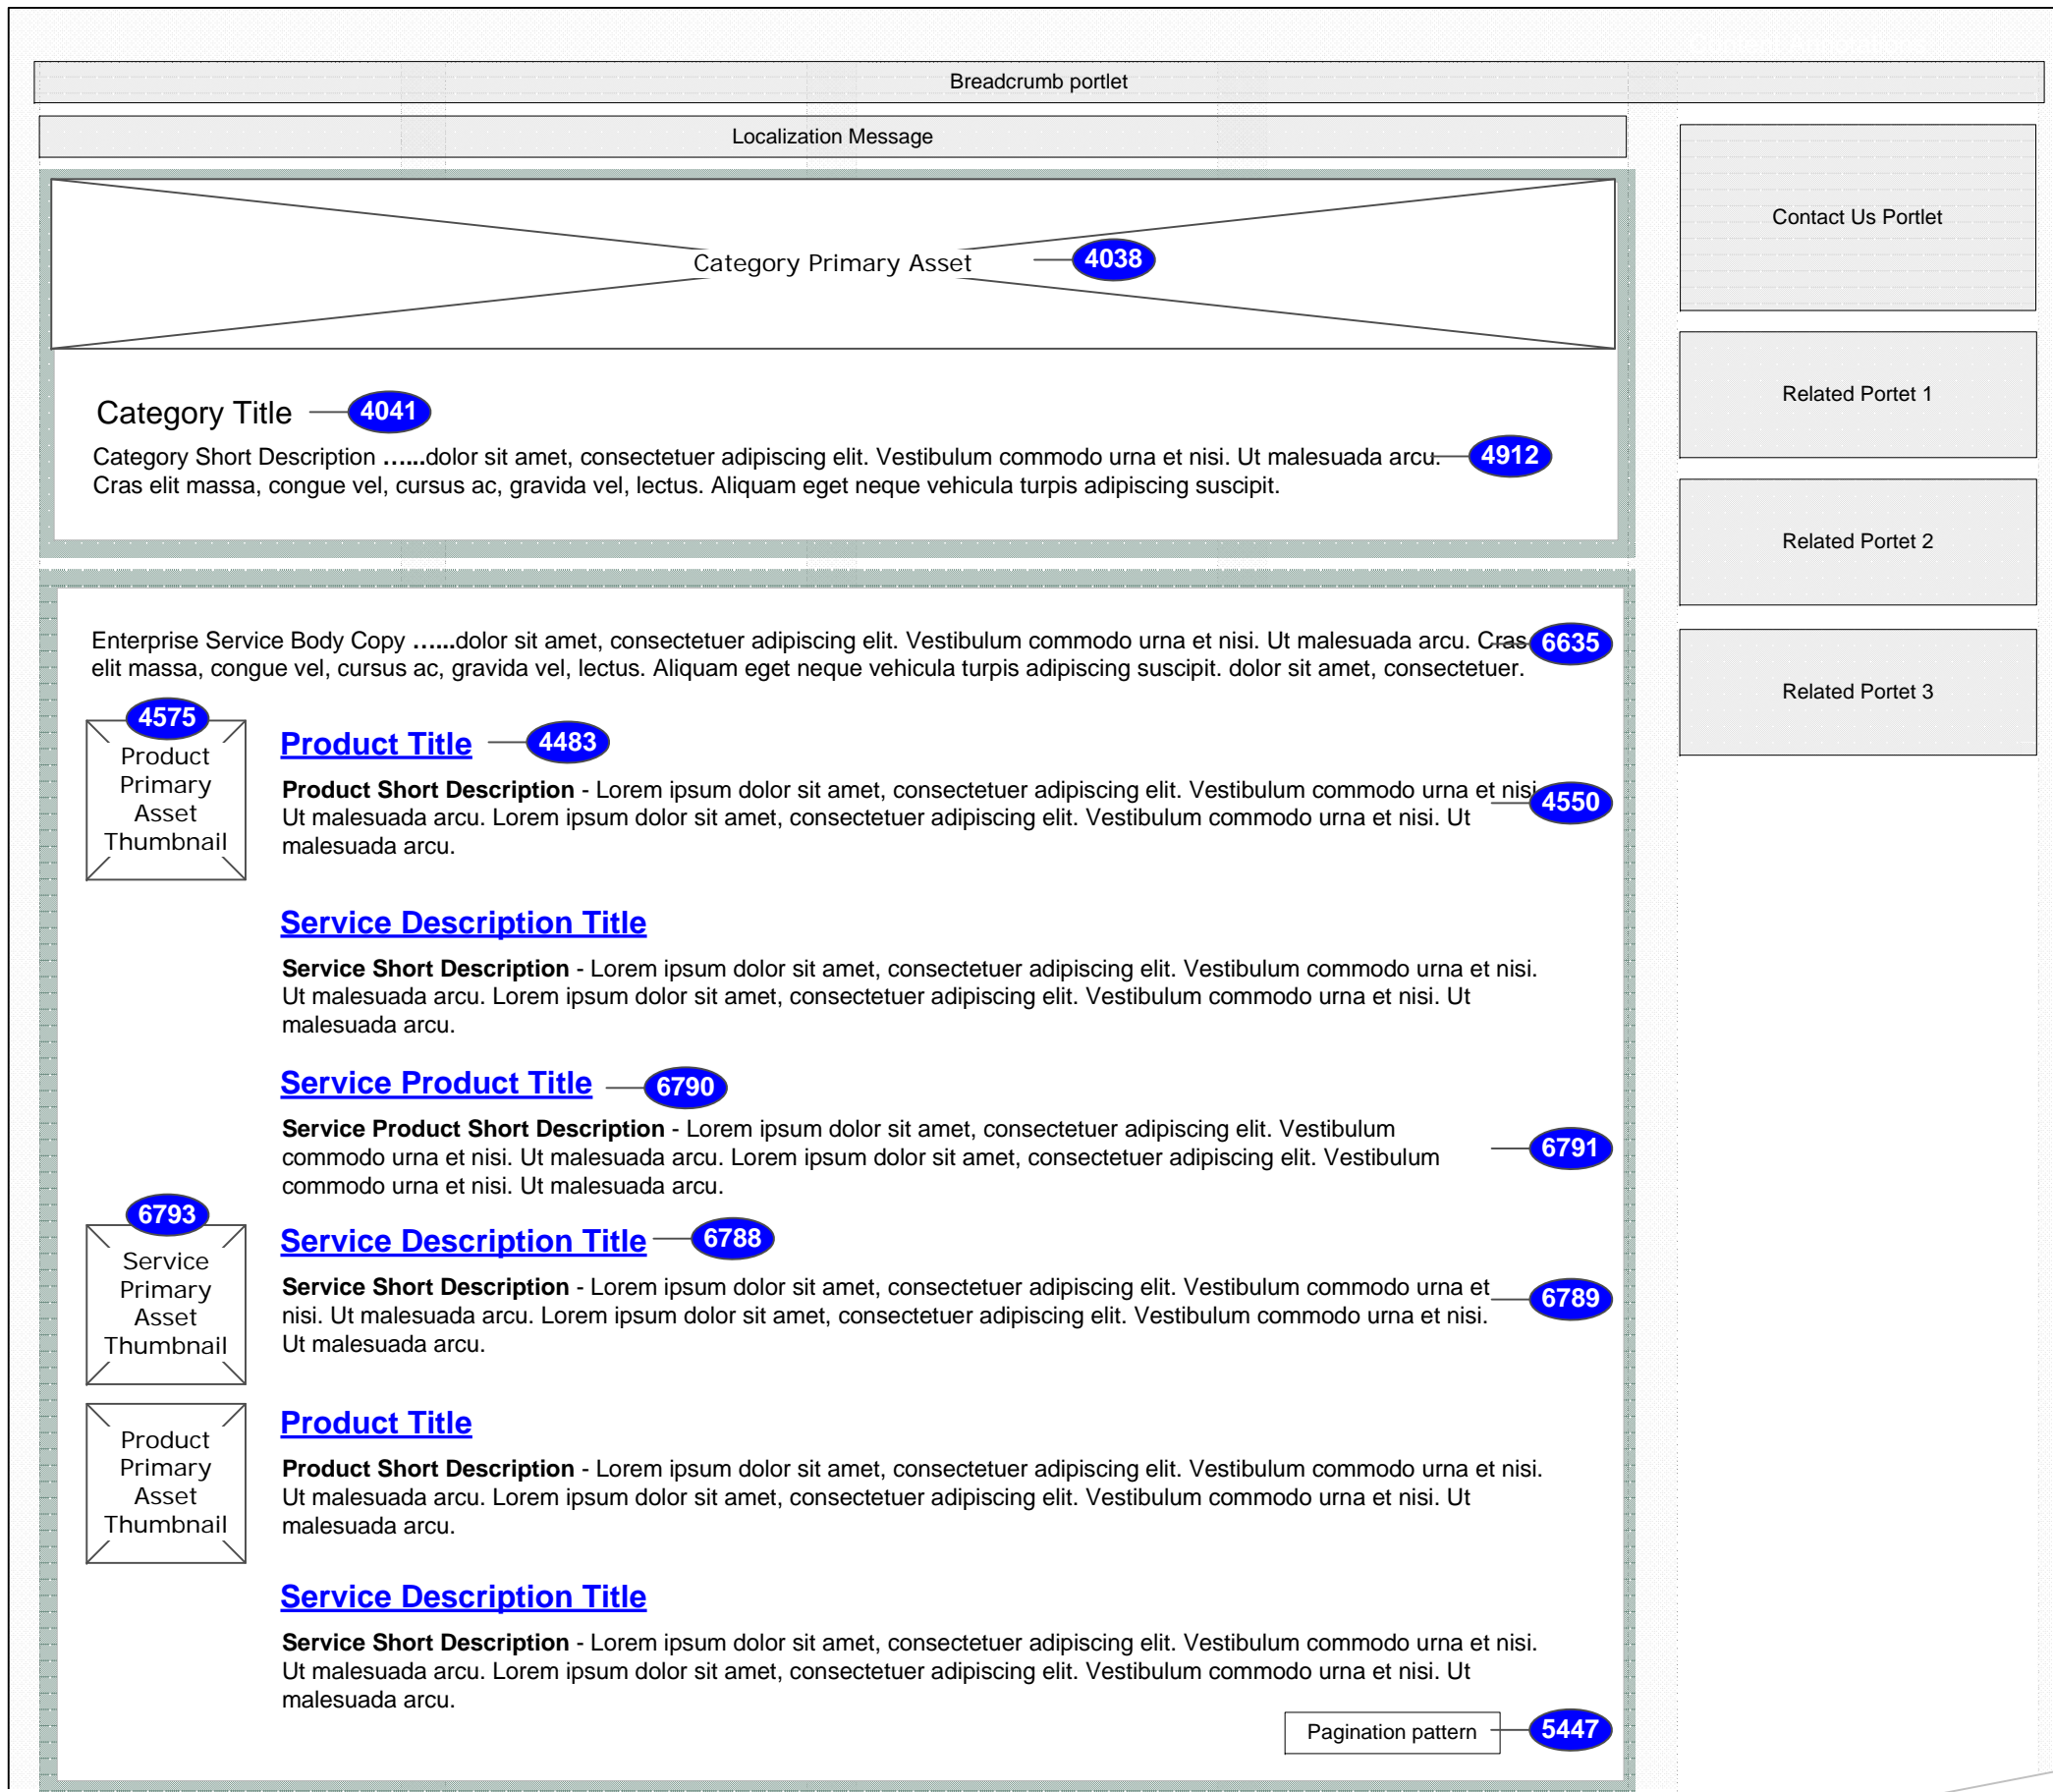 Breadcrumb portlet
Localization Message
Category Primary Asset
4038
Category Title
4041
Category Short Description …...dolor sit amet, consectetuer adipiscing elit. Vestibulum commodo urna et nisi. Ut malesuada arcu.
4912
Cras elit massa, congue vel, cursus ac, gravida vel, lectus. Aliquam eget neque vehicula turpis adipiscing suscipit.
Contact Us Portlet
Related Portet 1
Related Portet 2
Related Portet 3
Enterprise Service Body Copy …...dolor sit amet, consectetuer adipiscing elit. Vestibulum commodo urna et nisi. Ut malesuada arcu. Cras
6635
elit massa, congue vel, cursus ac, gravida vel, lectus. Aliquam eget neque vehicula turpis adipiscing suscipit. dolor sit amet, consectetuer.
4575
Product
Primary
Asset
Thumbnail
Product Title
4483
Product Short Description - Lorem ipsum dolor sit amet, consectetuer adipiscing elit. Vestibulum commodo urna et nisi
4550
Ut malesuada arcu. Lorem ipsum dolor sit amet, consectetuer adipiscing elit. Vestibulum commodo urna et nisi. Ut
malesuada arcu.
Service Description Title
Service Short Description - Lorem ipsum dolor sit amet, consectetuer adipiscing elit. Vestibulum commodo urna et nisi.
Ut malesuada arcu. Lorem ipsum dolor sit amet, consectetuer adipiscing elit. Vestibulum commodo urna et nisi. Ut
malesuada arcu.
Service Product Title
6790
Service Product Short Description - Lorem ipsum dolor sit amet, consectetuer adipiscing elit. Vestibulum
commodo urna et nisi. Ut malesuada arcu. Lorem ipsum dolor sit amet, consectetuer adipiscing elit. Vestibulum
6791
commodo urna et nisi. Ut malesuada arcu.
6793
Service
Primary
Asset
Thumbnail
Service Description Title
6788
Service Short Description - Lorem ipsum dolor sit amet, consectetuer adipiscing elit. Vestibulum commodo urna et
6789
nisi. Ut malesuada arcu. Lorem ipsum dolor sit amet, consectetuer adipiscing elit. Vestibulum commodo urna et nisi.
Ut malesuada arcu.
Product
Primary
Asset
Thumbnail
Product Title
Product Short Description - Lorem ipsum dolor sit amet, consectetuer adipiscing elit. Vestibulum commodo urna et nisi.
Ut malesuada arcu. Lorem ipsum dolor sit amet, consectetuer adipiscing elit. Vestibulum commodo urna et nisi. Ut
malesuada arcu.
Service Description Title
Service Short Description - Lorem ipsum dolor sit amet, consectetuer adipiscing elit. Vestibulum commodo urna et nisi.
Ut malesuada arcu. Lorem ipsum dolor sit amet, consectetuer adipiscing elit. Vestibulum commodo urna et nisi. Ut
malesuada arcu.
Pagination pattern
5447